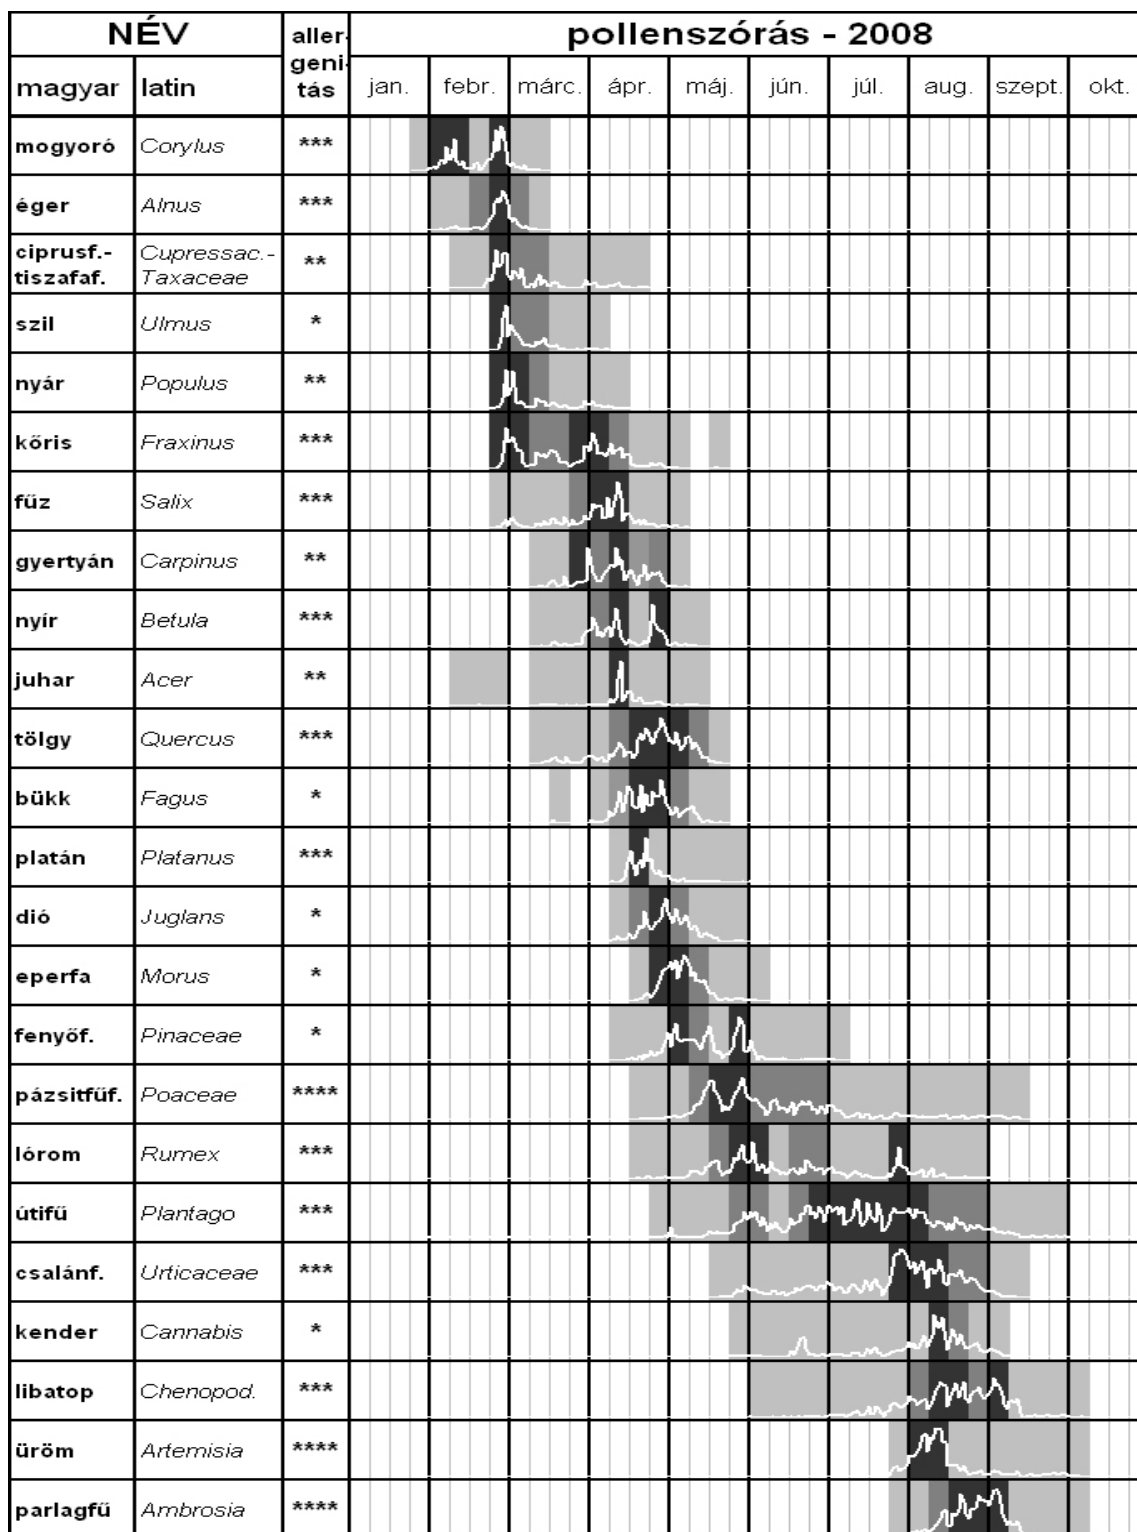 NÉV aller- pollenszórás - 2008
geni-
magyar latin tás jan. febr. márc. ápr. máj. jún. júl. aug. szept. okt.
mogyoró Corylus ***
éger Alnus ***
ciprusf.- Cupressac.- **
tiszafaf. Taxaceae
szil Ulmus *
nyár Populus **
kőris Fraxinus ***
fűz Salix ***
gyertyán Carpinus **
nyír Betula ***
juhar Acer **
tölgy Quercus ***
bükk Fagus *
platán Platanus ***
dió Juglans *
eperfa Morus *
fenyőf. Pinaceae *
pázsitfűf. Poaceae ****
lórom Rumex ***
útifű Plantago ***
csalánf. Urticaceae ***
kender Cannabis *
libatop Chenopod. ***
üröm Artemisia ****
parlagfű Ambrosia ****